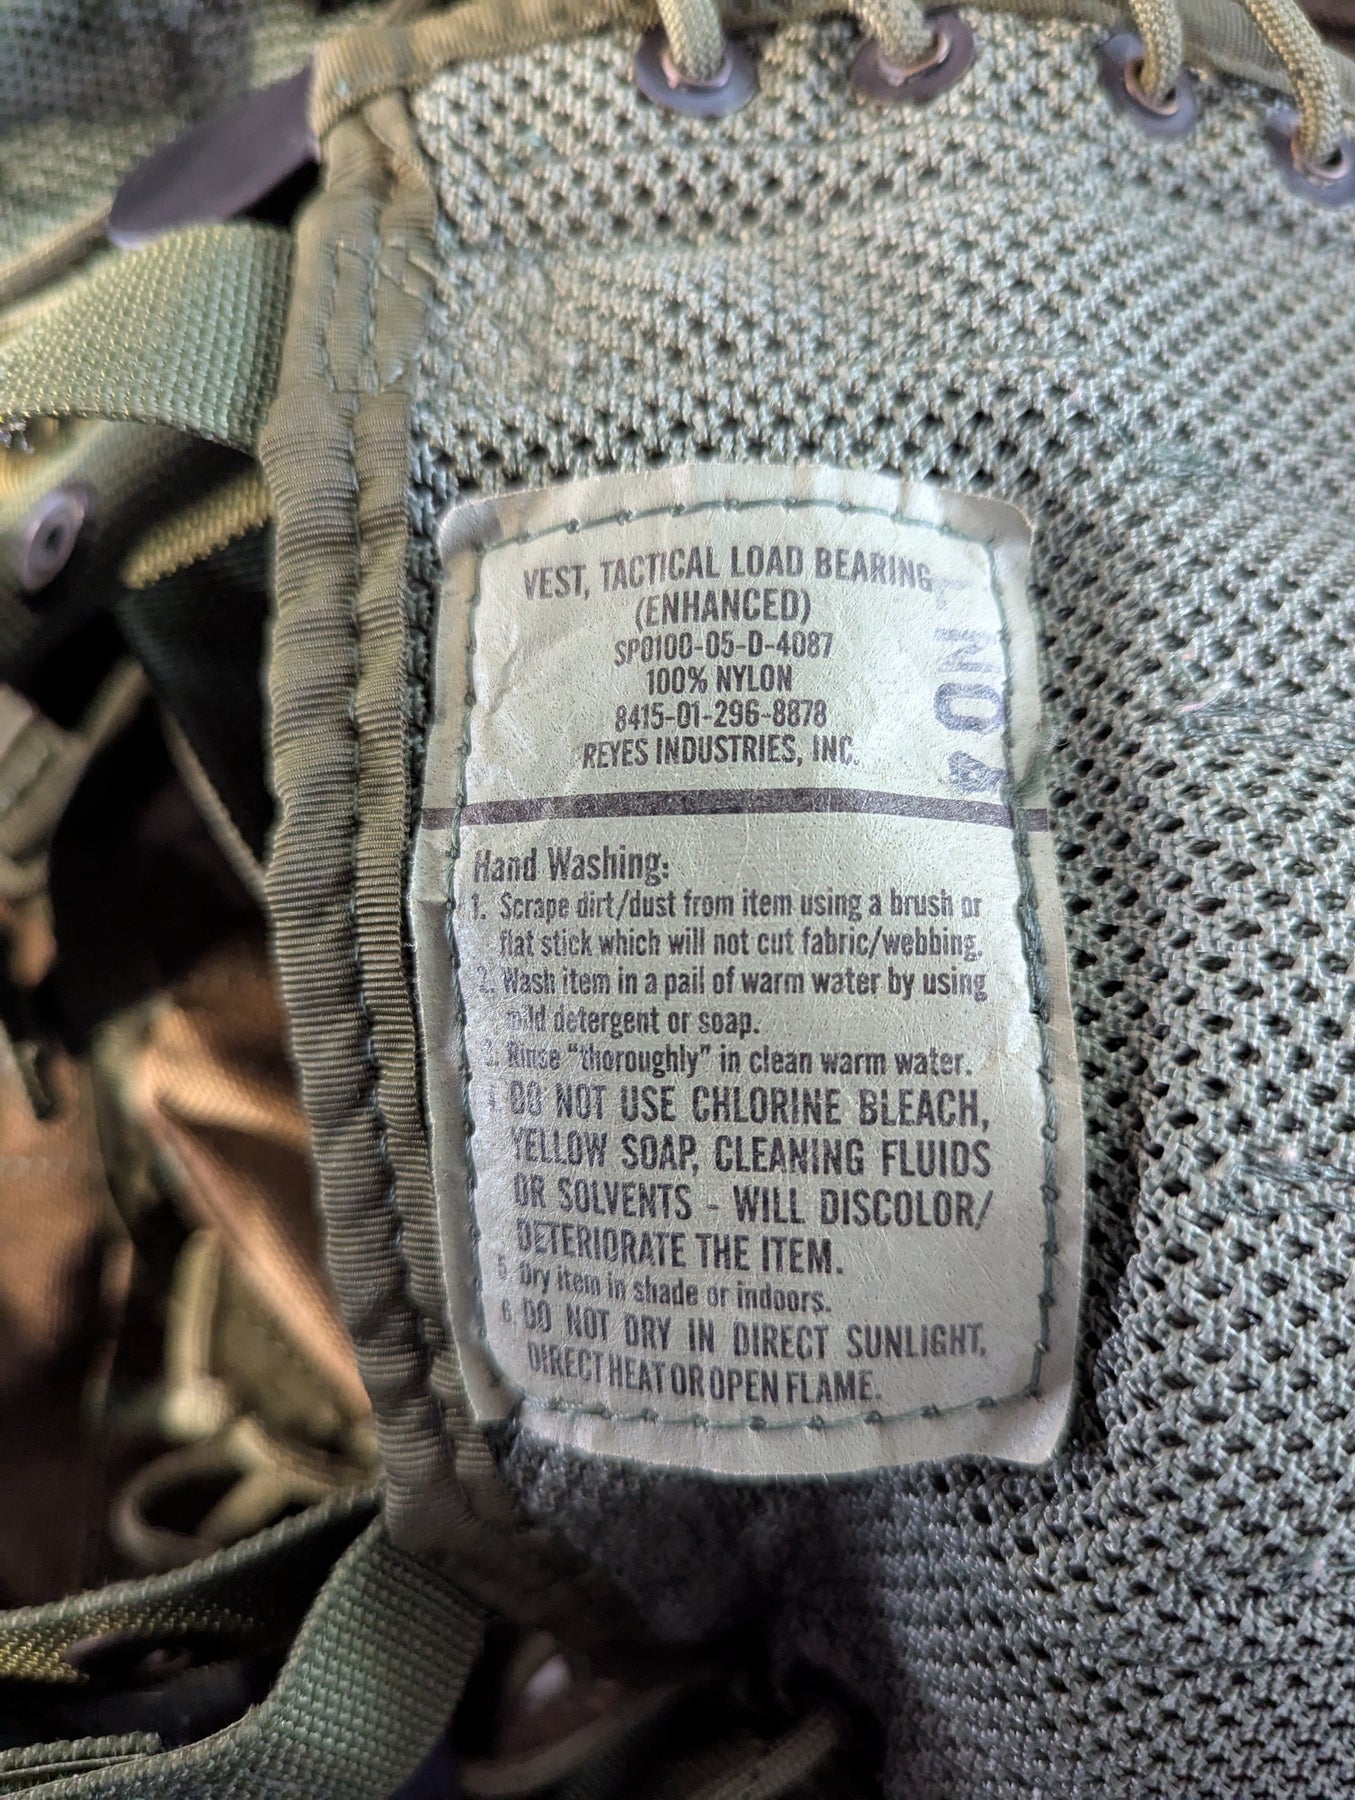 VEST, TACTICAL LOAD BEARING
(ENHANCED)
SP0100-05-D-4087
100% NYLON
8415-01-296-8878
REYES INDUSTRIES, INC.
Hand Washing:
1. Scrape dirt/dust from item using a brush or
flat stick which will not cut fabric/webbing.
2. Wash item in a pail of warm water by using
mild detergent or soap.
3. Rinse "thoroughly" in clean warm water.
4. DO NOT USE CHLORINE BLEACH,
YELLOW SOAP, CLEANING FLUIDS
OR SOLVENTS - WILL DISCOLOR/
DETERIORATE THE ITEM.
5. Dry item in shade or indoors.
6. DO NOT DRY IN DIRECT SUNLIGHT,
DIRECT HEAT OR OPEN FLAME.